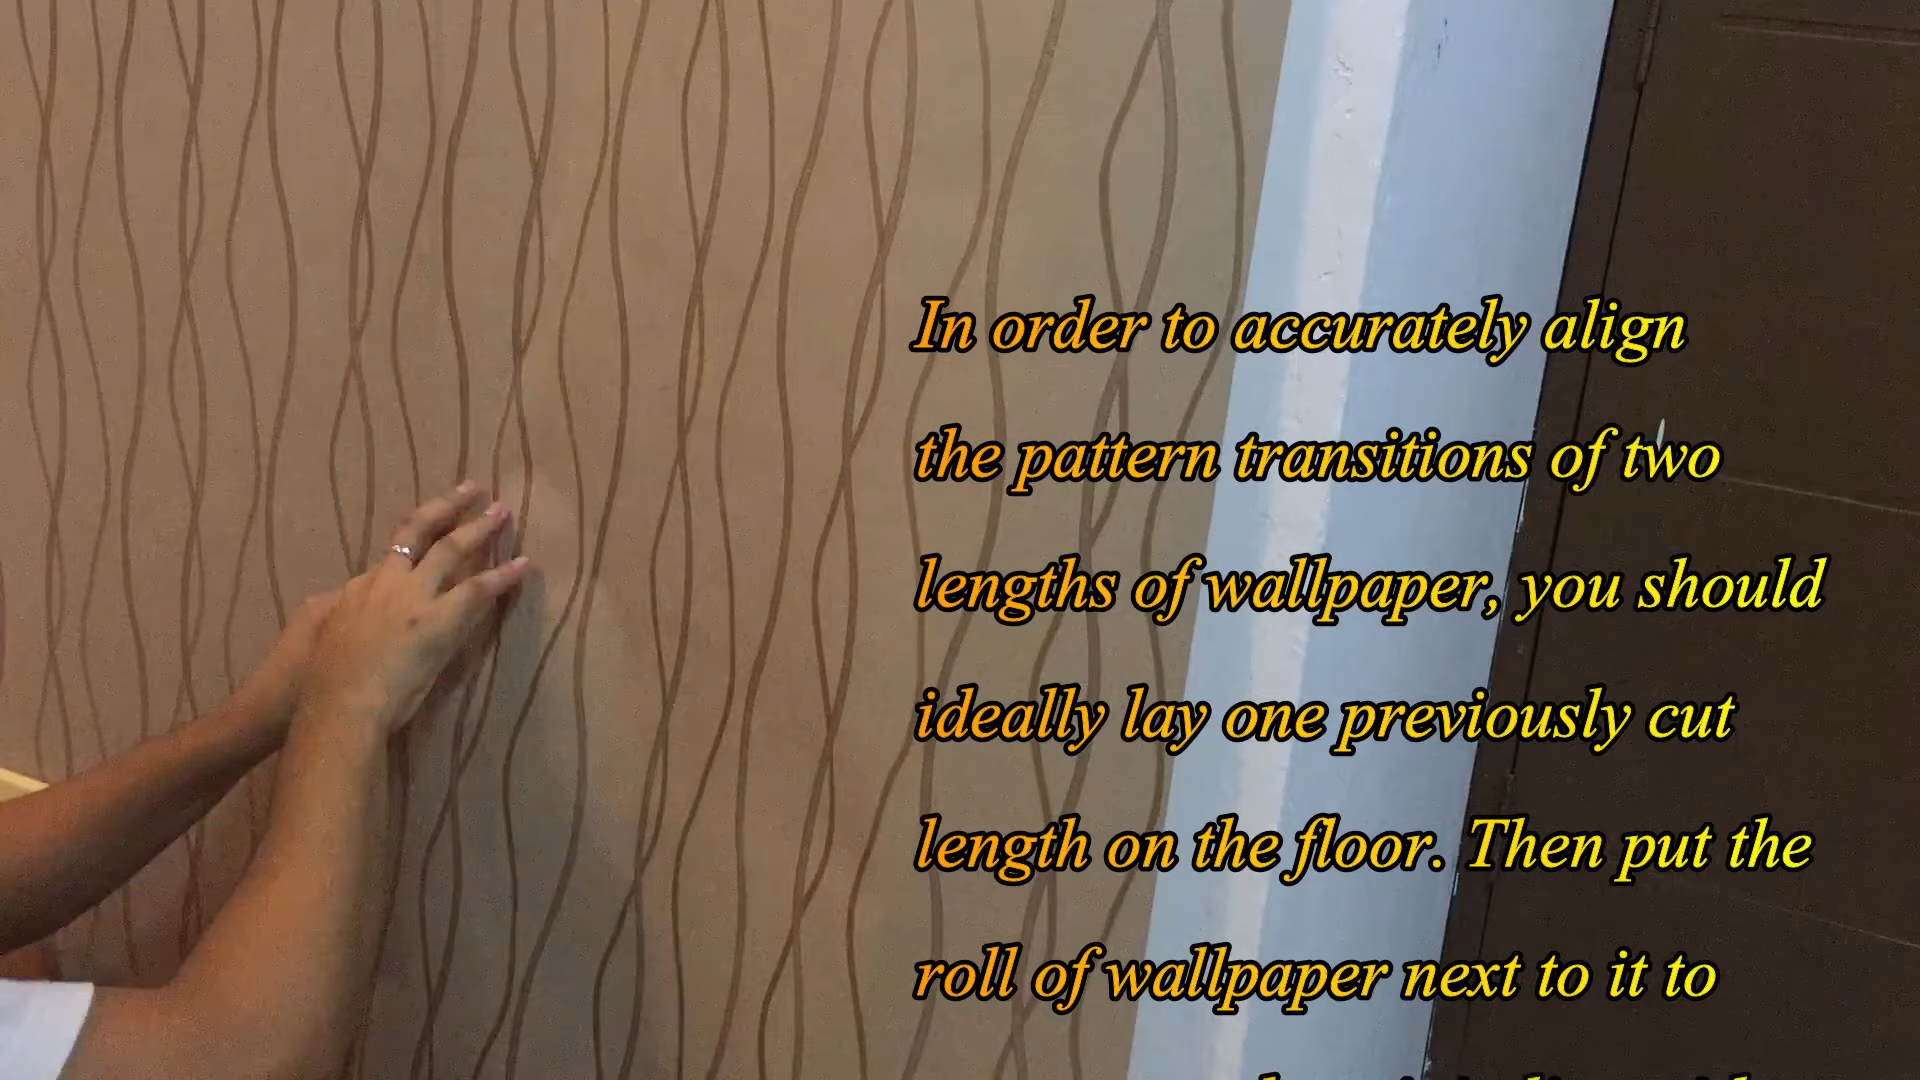 In order to accurately align
the pattern transitions of two
lengths of wallpaper, you should
ideally lay one previously cut
length on the floor. Then put the
roll of wallpaper next to it to